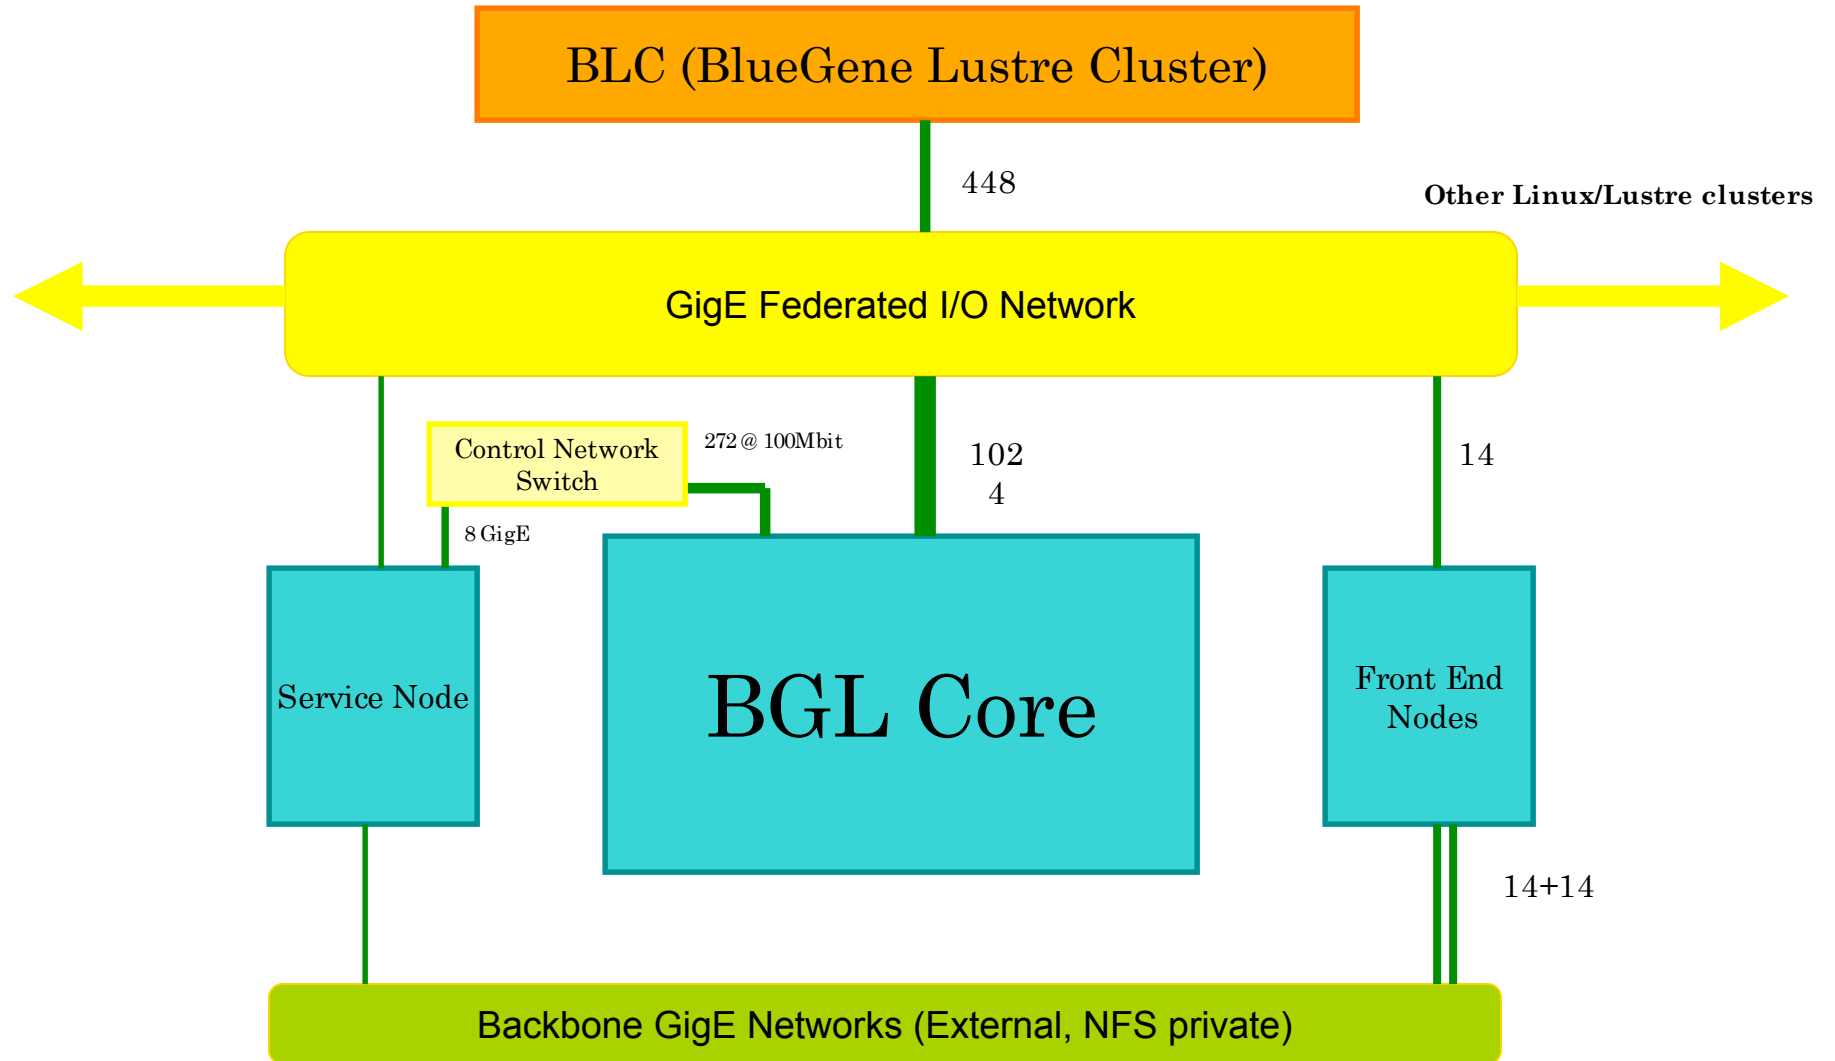 BLC (BlueGene Lustre Cluster)
448
Other Linux/Lustre clusters
GigE Federated I/O Network
Control Network
Switch
272 @ 100Mbit
102
4
14
8 GigE
Service Node
BGL Core
Front End
Nodes
14+14
Backbone GigE Networks (External, NFS private)